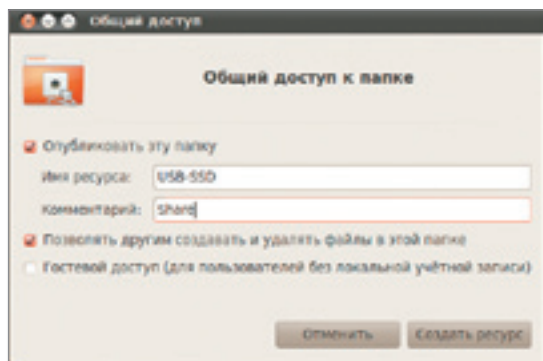 Общий доступ
Общий доступ к папке
Опубликовать эту папку
Имя ресурса: USB-SSD
Комментарий: Share
Позволять другим создавать и удалять файлы в этой папке
Гостевой доступ (для пользователей без локальной учётной записи)
Отменить Создать ресурс